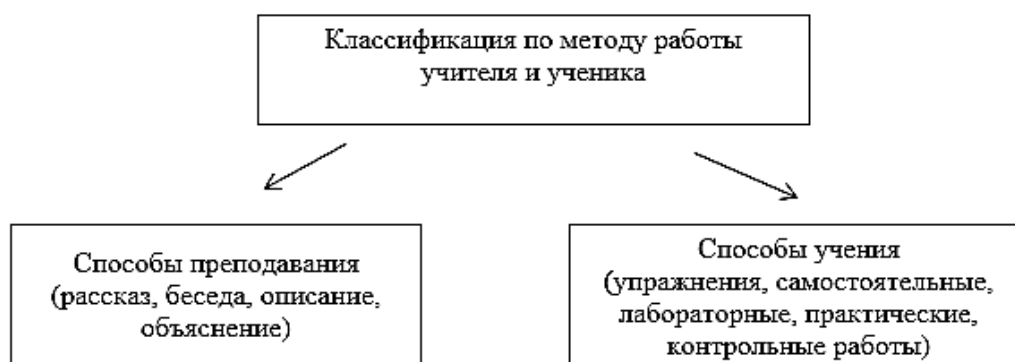 Классификация по методу работы
учителя и ученика
Способы преподавания
(рассказ, беседа, описание,
объяснение)
Способы учения
(упражнения, самостоятельные,
лабораторные, практические,
контрольные работы)